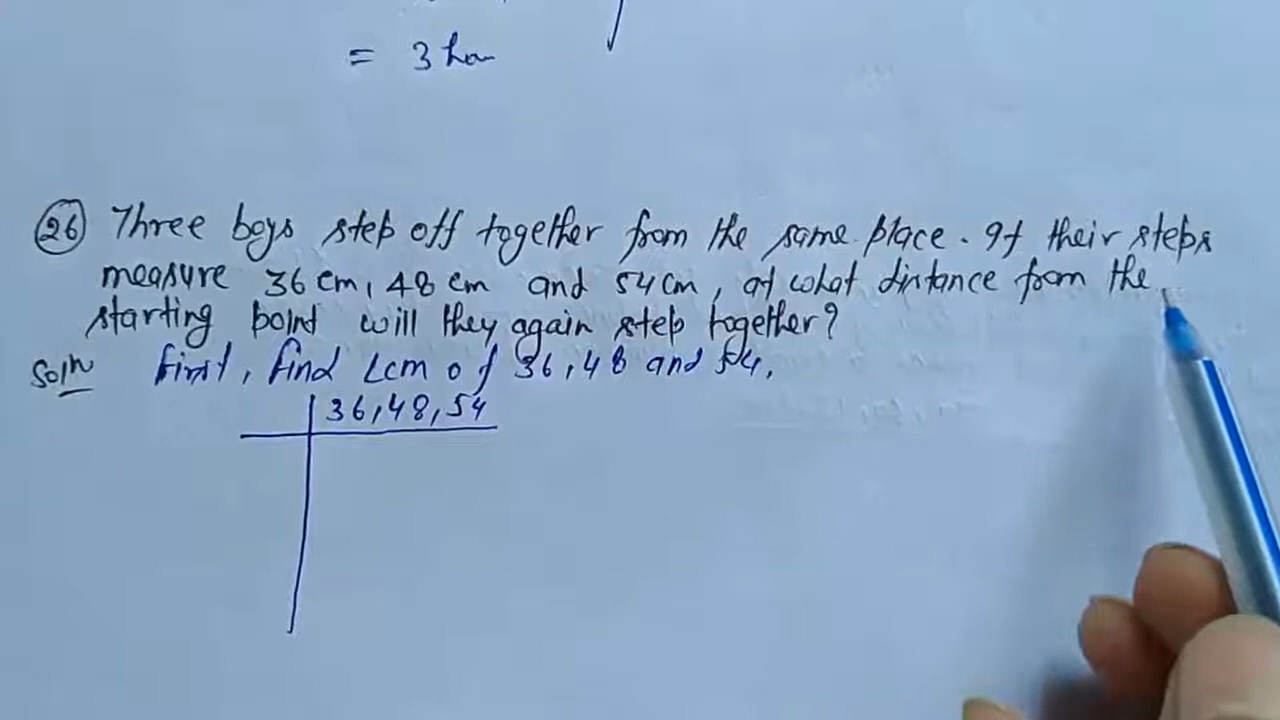 = 3 han
(26) Three boys step off together from the same place. If their steps
measure 36 cm, 48 cm and 54 cm, at what distance from the
starting point will they again step together?
Soln First, find Lcm of 36, 48 and 54.
36, 48, 54